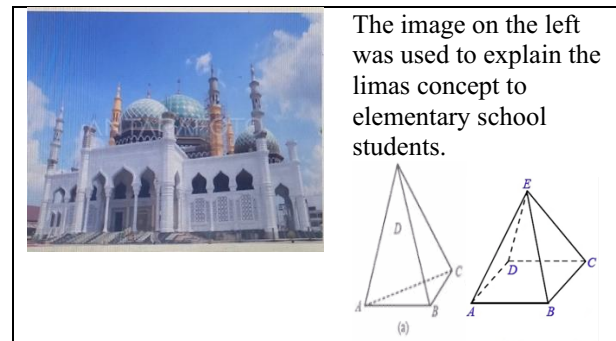 The image on the left
was used to explain the
limas concept to
elementary school
students.
D
C
A
B
(a)
E
D
C
A
B